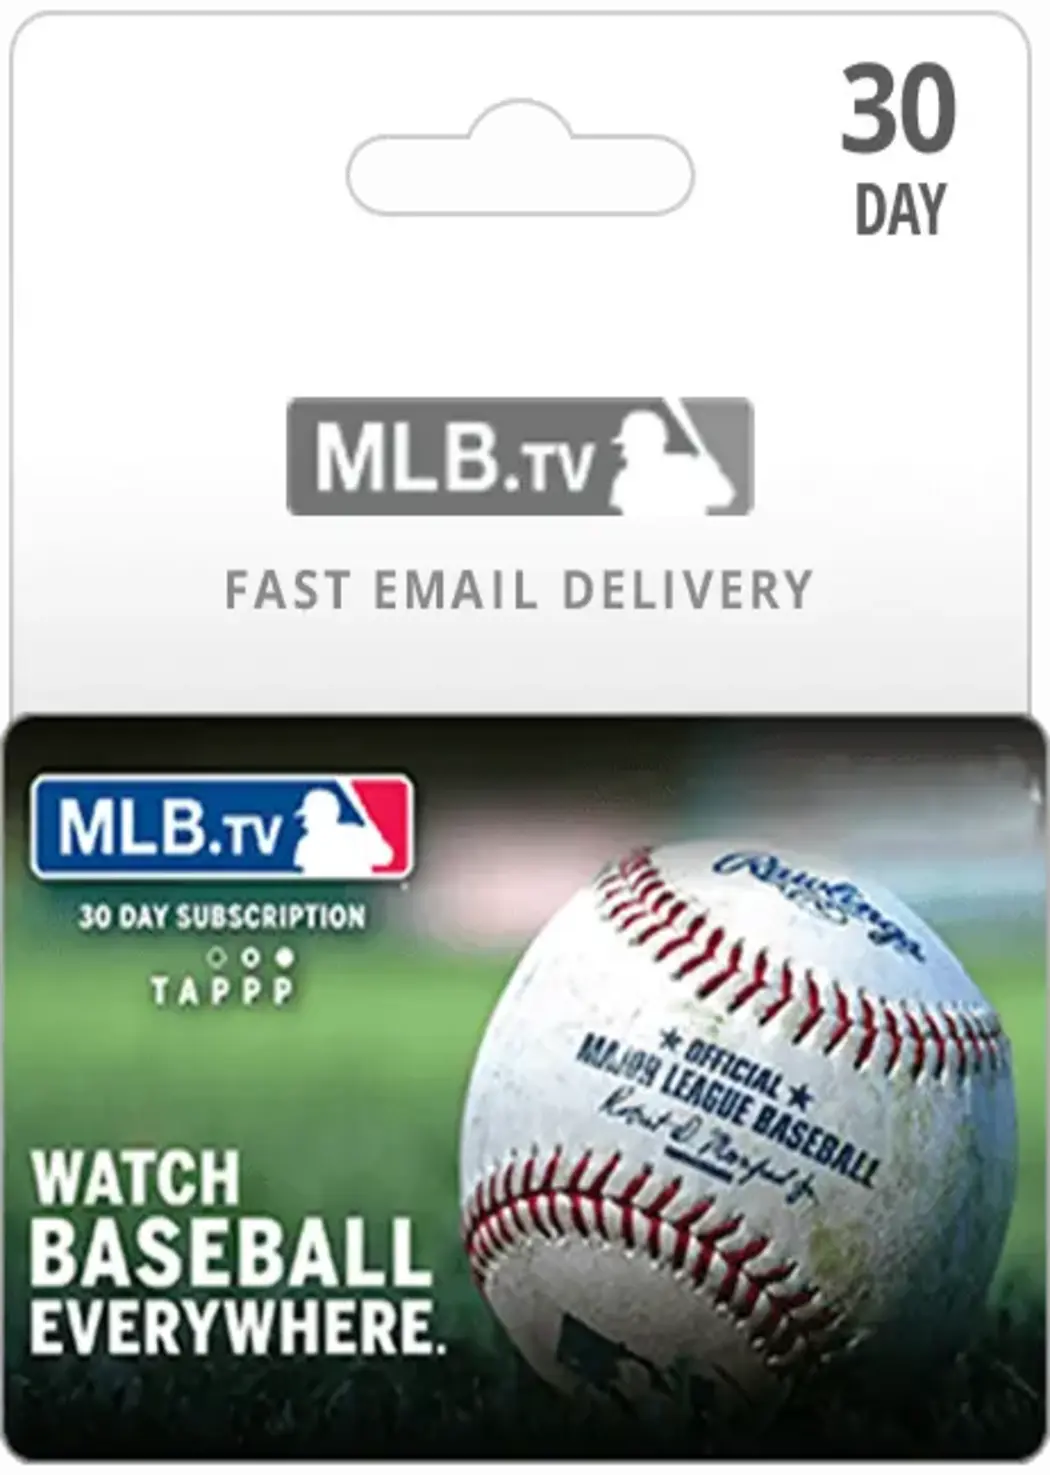 30
DAY
MLB.TV
FAST EMAIL DELIVERY
MLB.TV
30 DAY SUBSCRIPTION
TAPPP
WATCH
BASEBALL
EVERYWHERE.
Rawlings
★ OFFICIAL ★
MAJOR LEAGUE BASEBALL